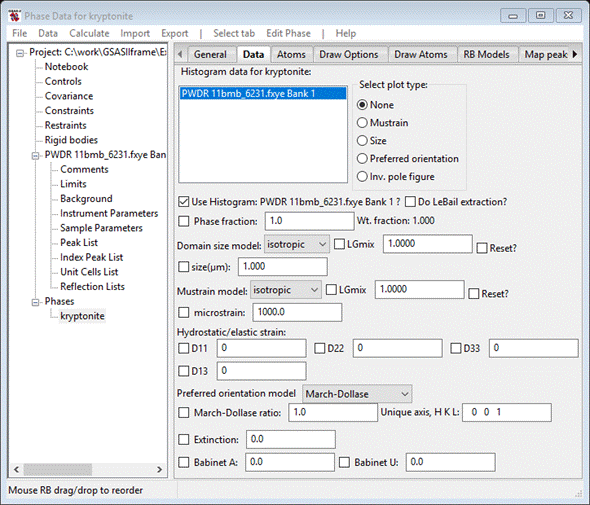 Phase Data for kryptonite
File Data Calculate Import Export | Select tab Edit Phase | Help
Project: C:\work\GSASIIframe\Ex
Notebook
Controls
Covariance
Constraints
Restraints
Rigid bodies
PWDR 11bmb_6231.fxye Ban
Comments
Limits
Background
Instrument Parameters
Sample Parameters
Peak List
Index Peak List
Unit Cells List
Reflection Lists
Phases
kryptonite
General Data Atoms Draw Options Draw Atoms RB Models Map peak
Histogram data for kryptonite:
PWDR 11bmb_6231.fxye Bank 1
Select plot type:
None
Mustrain
Size
Preferred orientation
Inv. pole figure
Use Histogram: PWDR 11bmb_6231.fxye Bank 1 ? Do LeBail extraction?
Phase fraction: 1.0 Wt. fraction: 1.000
Domain size model: isotropic LGmix 1.0000 Reset?
size(μm): 1.000
Mustrain model: isotropic LGmix 1.0000 Reset?
microstrain: 1000.0
Hydrostatic/elastic strain:
D11 0 D22 0 D33 0
D13 0
Preferred orientation model March-Dollase
March-Dollase ratio: 1.0 Unique axis, H K L: 0 0 1
Extinction: 0.0
Babinet A: 0.0 Babinet U: 0.0
Mouse RB drag/drop to reorder